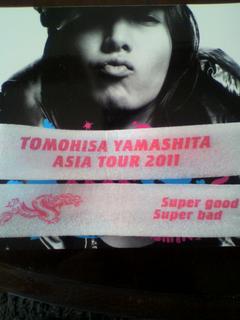 TOMOHISA YAMASHITA
ASIA TOUR 2011
Super good
Super bad